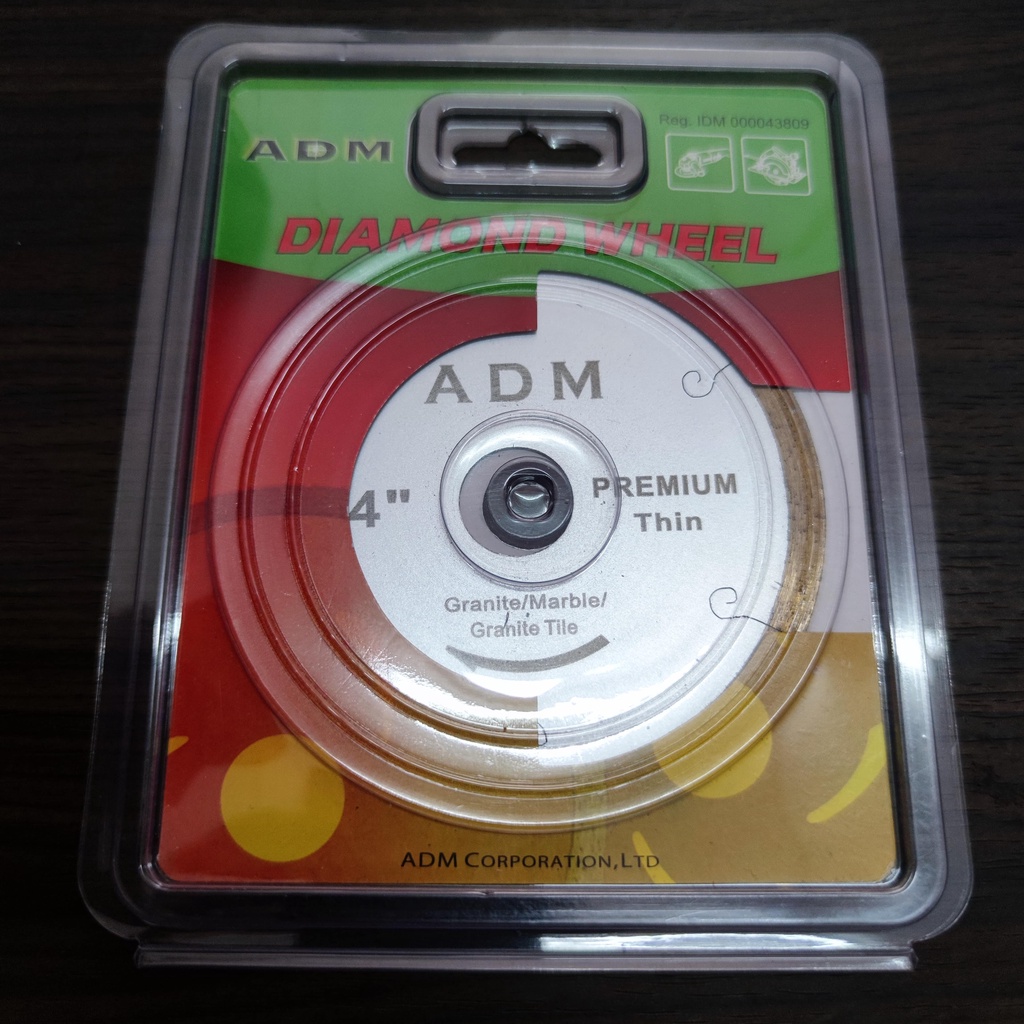 Reg. IDM 000043809
ADM
DIAMOND WHEEL
ADM
4"
PREMIUM
Thin
Granite/Marble/
Granite Tile
ADM CORPORATION,LTD